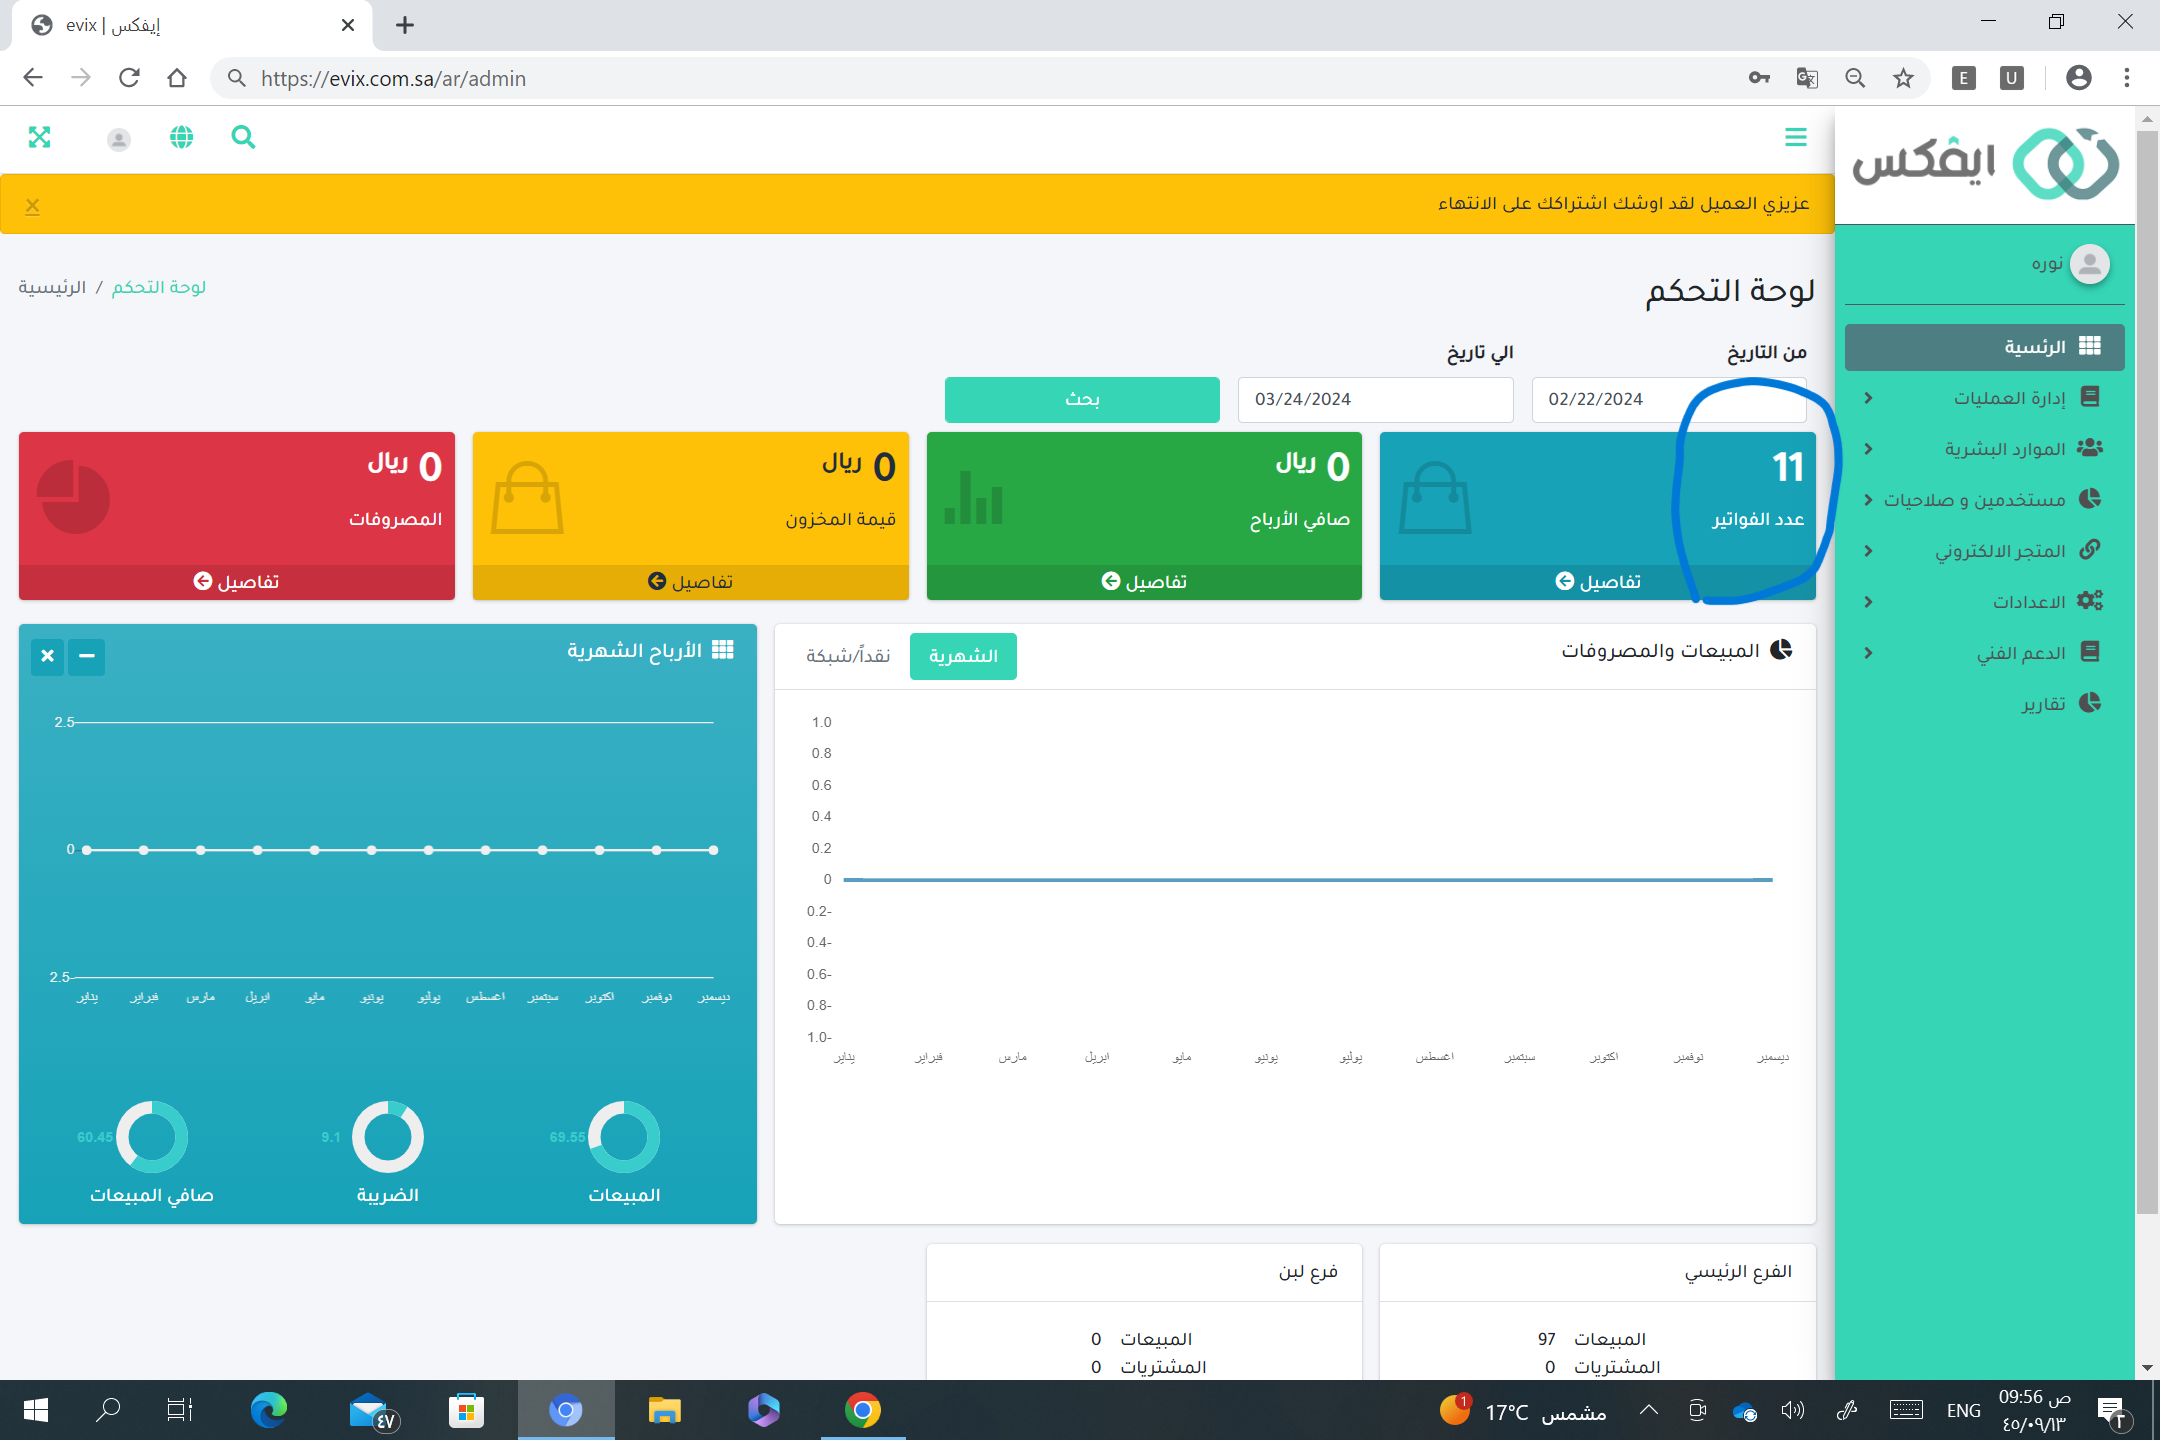 evix | إيفكس
https://evix.com.sa/ar/admin
E
U
ايفكس
عزيزي العميل لقد اوشك اشتراكك على الانتهاء
×
نوره
لوحة التحكم
الرئيسية / لوحة التحكم
الرئسية
إدارة العمليات
الموارد البشرية
مستخدمين و صلاحيات
المتجر الالكتروني
الاعدادات
الدعم الفني
تقارير
من التاريخ
02/22/2024
الي تاريخ
03/24/2024
بحث
11
عدد الفواتير
تفاصيل
0 ريال
صافي الأرباح
تفاصيل
0 ريال
قيمة المخزون
تفاصيل
0 ريال
المصروفات
تفاصيل
المبيعات والمصروفات
الشهرية
نقداً/شبكة
1.0
0.8
0.6
0.4
0.2
0
0.2-
0.4-
0.6-
0.8-
1.0-
يناير فبراير مارس ابريل مايو يونيو يوليو اغسطس سبتمبر اكتوبر نوفمبر ديسمبر
الأرباح الشهرية
2.5
0
2.5-
يناير فبراير مارس ابريل مايو يونيو يوليو اغسطس سبتمبر اكتوبر نوفمبر ديسمبر
69.55
المبيعات
9.1
الضريبة
60.45
صافي المبيعات
الفرع الرئيسي
المبيعات 97
المشتريات 0
فرع لبن
المبيعات 0
المشتريات 0
٤٧
1
17°C مشمس
ENG
09:56 ص
٤٥/٠٩/١٣
٢